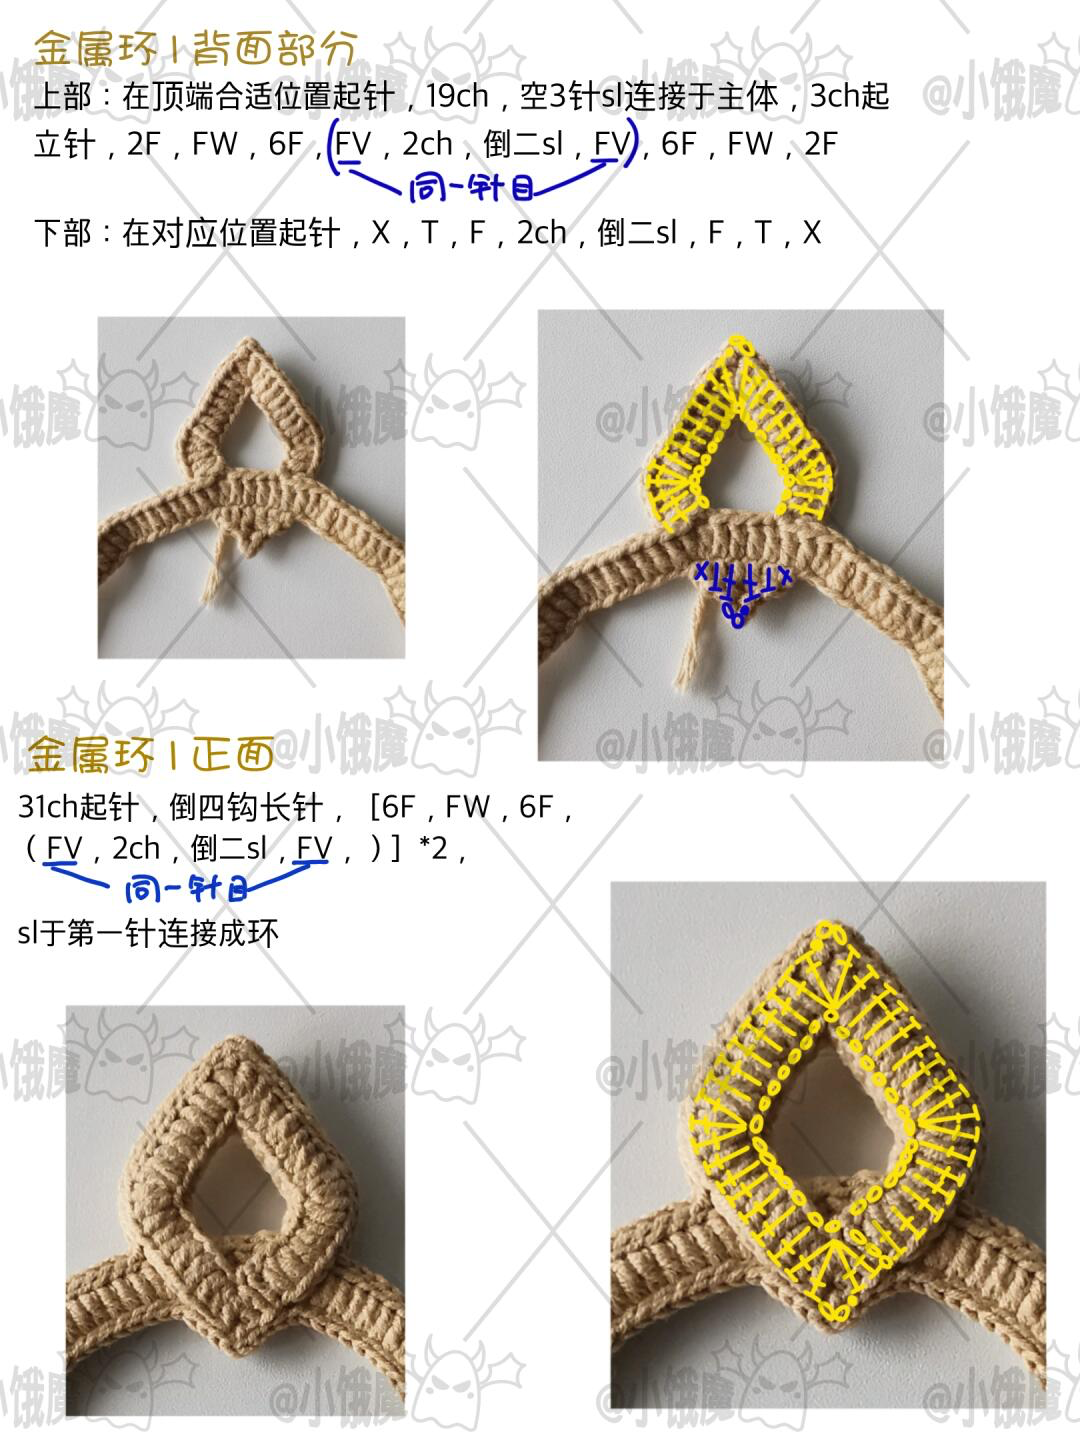 金属环 | 背面部分
上部：在顶端合适位置起针，19ch，空3针sl连接于主体，3ch起
立针，2F，FW，6F，(FV，2ch，倒二sl，FV)，6F，FW，2F
同一针目
下部：在对应位置起针，X，T，F，2ch，倒二sl，F，T，X
XTFFTX
金属环 | 正面
31ch起针，倒四钩长针，[6F，FW，6F，
（FV，2ch，倒二sl，FV，）] *2，
同一针目
sl于第一针连接成环
@小饿魔